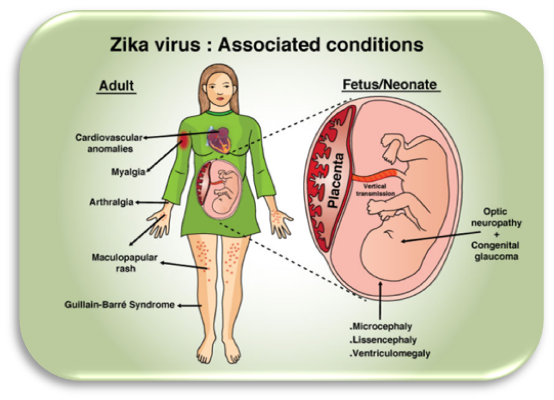 Zika virus : Associated conditions
Adult
Fetus/Neonate
Cardiovascular
anomalies
Myalgia
Arthralgia
Maculopapular
rash
Guillain-Barré Syndrome
Placenta
Vertical
transmission
Optic
neuropathy
+
Congenital
glaucoma
.Microcephaly
.Lissencephaly
.Ventriculomegaly